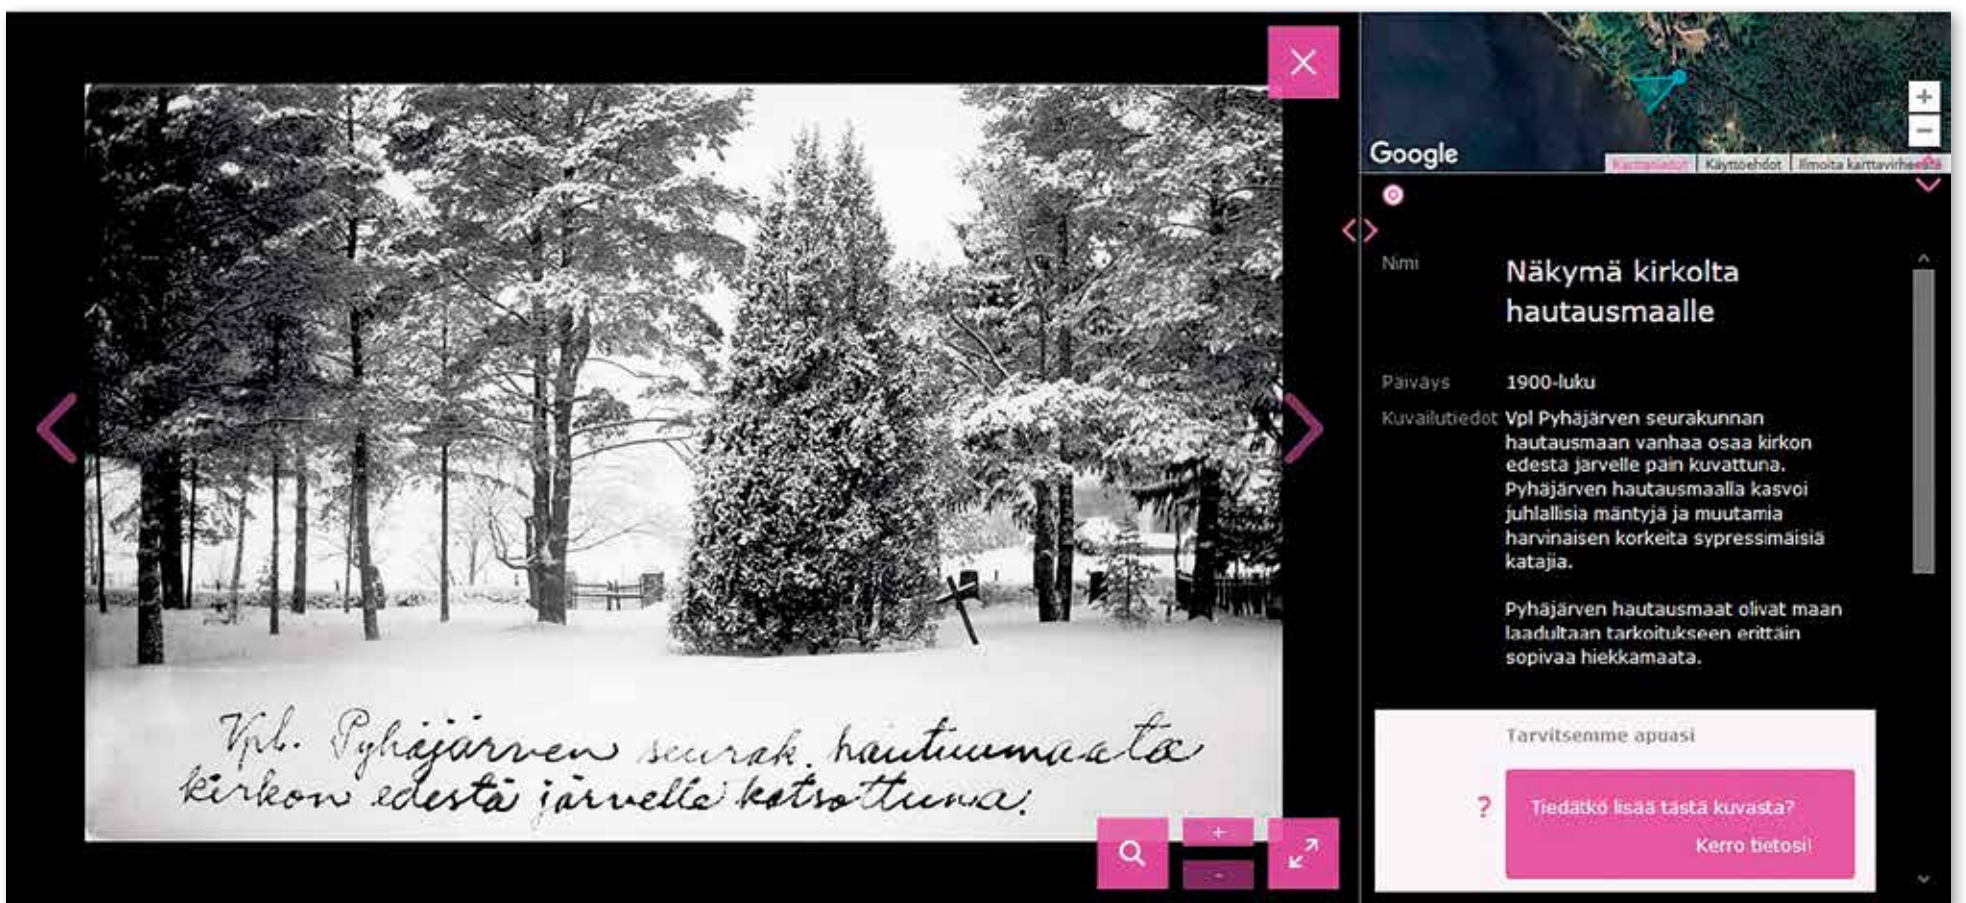 Vpl. Pyhäjärven seurak. hautuumaata
kirkon edestä järvelle katsottuna.
Google
Karttatiedot
Käyttöehdot
Ilmoita karttavirheestä
Nimi
Näkymä kirkolta
hautausmaalle
Päiväys
1900-luku
Kuvailutiedot
Vpl Pyhäjärven seurakunnan
hautausmaan vanhaa osaa kirkon
edestä järvelle päin kuvattuna.
Pyhäjärven hautausmaalla kasvoi
juhlallisia mäntyjä ja muutamia
harvinaisen korkeita sypressimäisiä
katajia.
Pyhäjärven hautausmaat olivat maan
laadultaan tarkoitukseen erittäin
sopivaa hiekkamaata.
Tarvitsemme apuasi
?
Tiedätkö lisää tästä kuvasta?
Kerro tietosi!